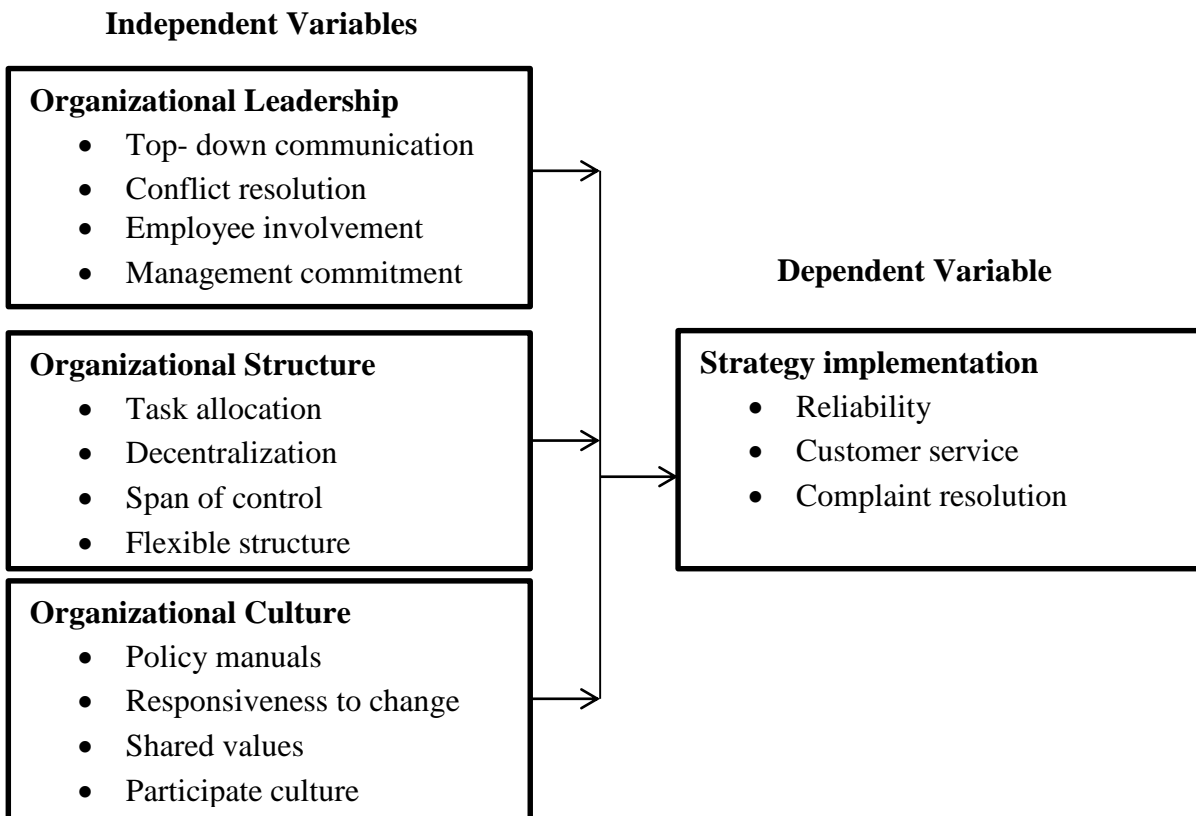 Independent Variables
Organizational Leadership
• Top- down communication
• Conflict resolution
• Employee involvement
• Management commitment
Organizational Structure
• Task allocation
• Decentralization
• Span of control
• Flexible structure
Organizational Culture
• Policy manuals
• Responsiveness to change
• Shared values
• Participate culture
Dependent Variable
Strategy implementation
• Reliability
• Customer service
• Complaint resolution